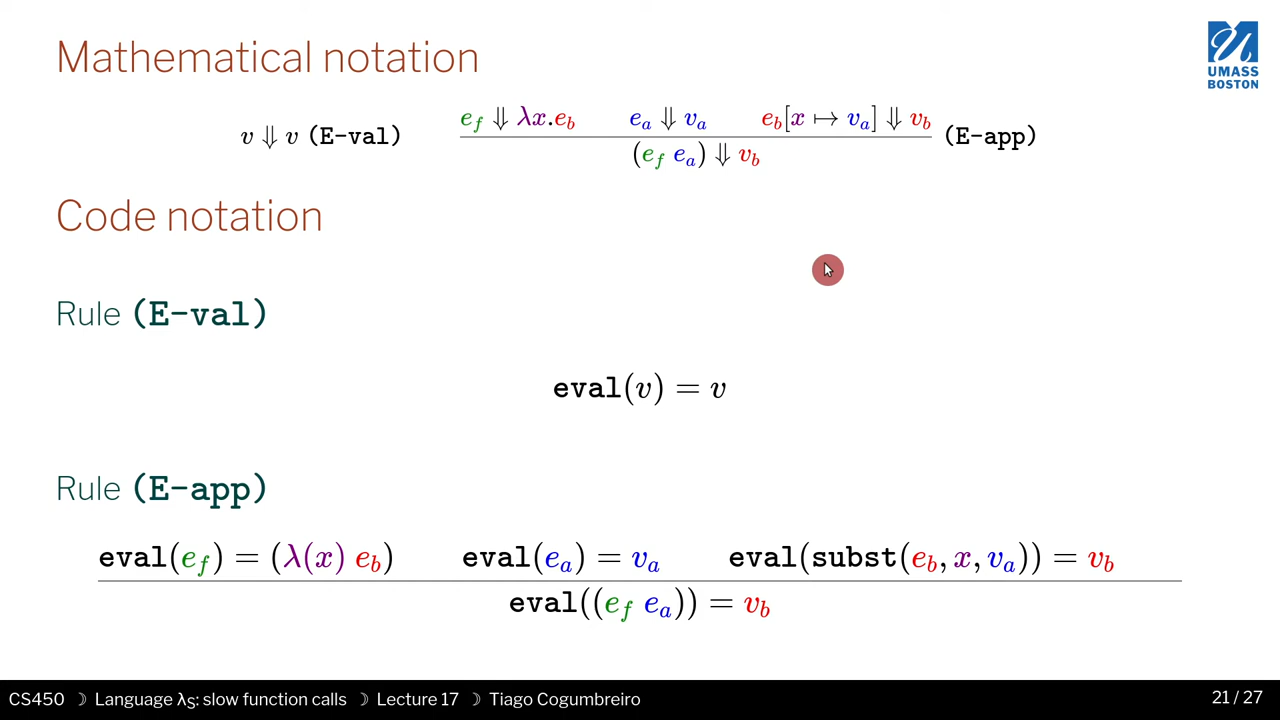 Mathematical notation
UMASS
BOSTON
v ⇓ v (E-val)
e_f ⇓ λx.e_b    e_a ⇓ v_a    e_b[x ↦ v_a] ⇓ v_b
(e_f e_a) ⇓ v_b
(E-app)
Code notation
Rule (E-val)
eval(v) = v
Rule (E-app)
eval(e_f) = (λ(x) e_b)    eval(e_a) = v_a    eval(subst(e_b, x, v_a)) = v_b
eval((e_f e_a)) = v_b
CS450 ☽ Language λS: slow function calls ☽ Lecture 17 ☽ Tiago Cogumbreiro
21 / 27